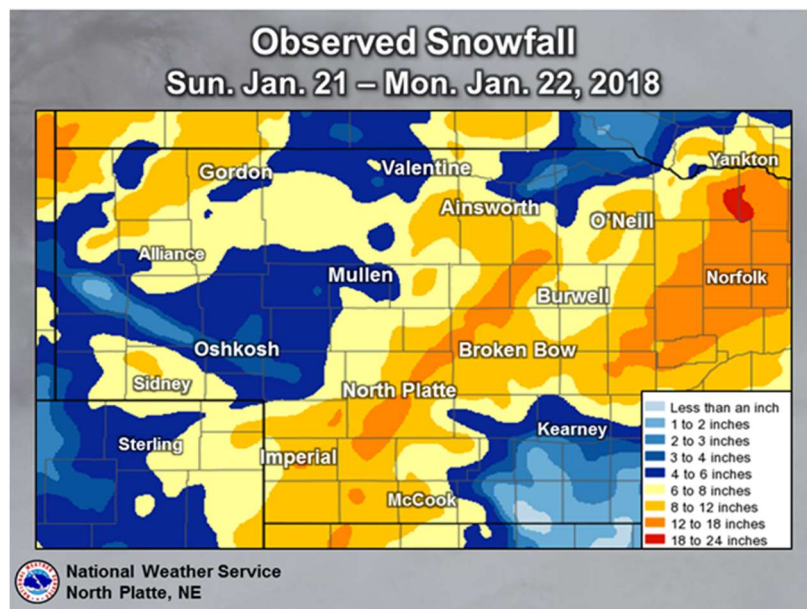 Observed Snowfall
Sun. Jan. 21 – Mon. Jan. 22, 2018
Yankton
Gordon
Valentine
Ainsworth
O'Neill
Alliance
Mullen
Norfolk
Burwell
Oshkosh
Broken Bow
Sidney
North Platte
Kearney
Sterling
Imperial
McCook
Less than an inch
1 to 2 inches
2 to 3 inches
3 to 4 inches
4 to 6 inches
6 to 8 inches
8 to 12 inches
12 to 18 inches
18 to 24 inches
National Weather Service
North Platte, NE